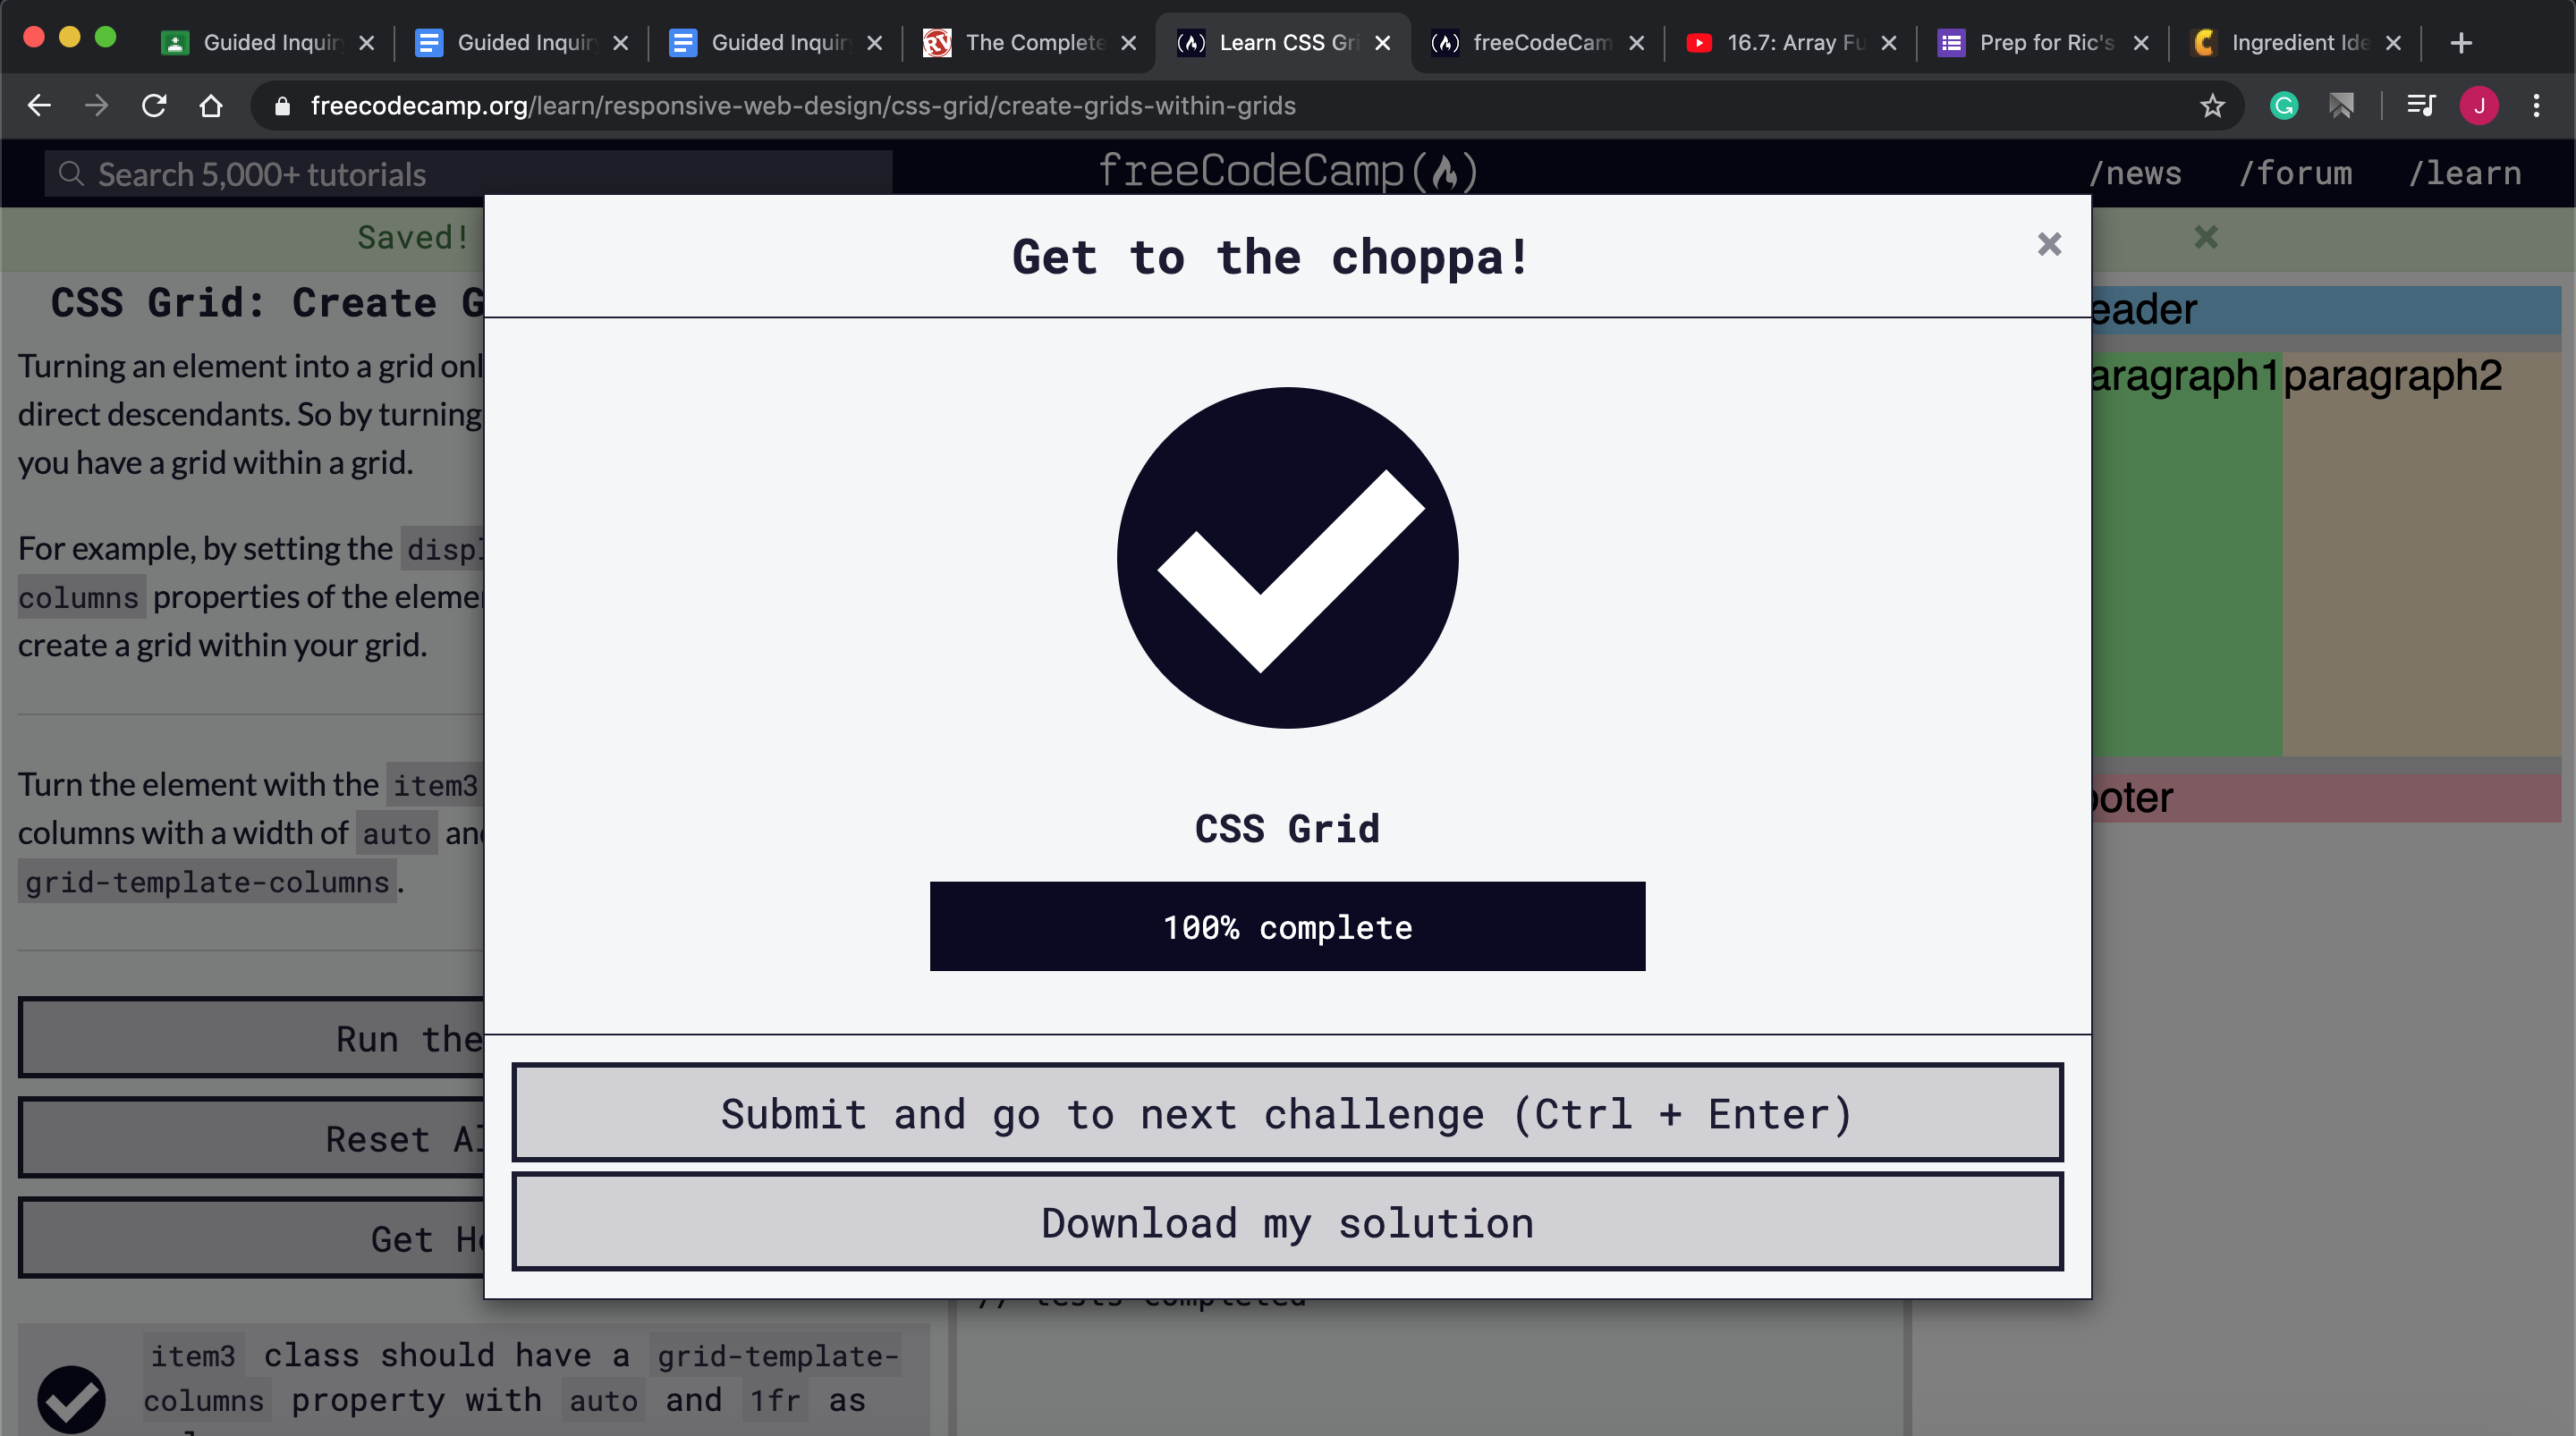 Guided Inquir
Guided Inquir
Guided Inquir
The Complete
Learn CSS Gri
freeCodeCam
16.7: Array Fu
Prep for Ric's
Ingredient Ide
freecodecamp.org/learn/responsive-web-design/css-grid/create-grids-within-grids
J
Search 5,000+ tutorials
freeCodeCamp
/news /forum /learn
Saved!
Get to the choppa!
CSS Grid
100% complete
Submit and go to next challenge (Ctrl + Enter)
Download my solution
CSS Grid: Create G
Turning an element into a grid onl
direct descendants. So by turning
you have a grid within a grid.
For example, by setting the displ
columns properties of the elemen
create a grid within your grid.
Turn the element with the item3
columns with a width of auto and
grid-template-columns.
Run the
Reset Al
Get He
item3 class should have a grid-template-
columns property with auto and 1fr as
// tests completed
eader
aragraph1 paragraph2
ooter